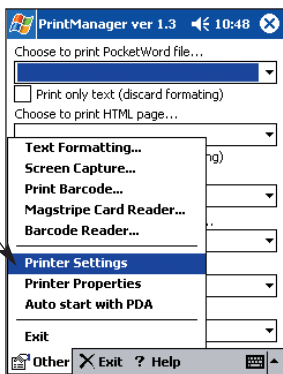 PrintManager ver 1.3 10:48
Choose to print PocketWord file...
Print only text (discard formating)
Choose to print HTML page...
ng)
Text Formatting...
Screen Capture...
Print Barcode...
Magstripe Card Reader...
Barcode Reader...
Printer Settings
Printer Properties
Auto start with PDA
Exit
Other Exit ? Help